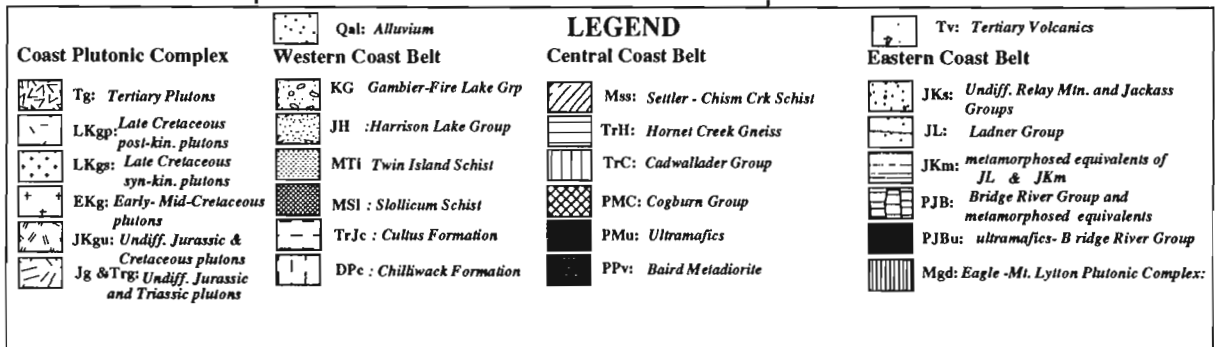 LEGEND
Qal: Alluvium
Tv: Tertiary Volcanics
Coast Plutonic Complex
Tg: Tertiary Plutons
LKgp: Late Cretaceous
post-kin. plutons
LKgs: Late Cretaceous
syn-kin. plutons
EKg: Early- Mid-Cretaceous
plutons
JKgu: Undiff. Jurassic &
Cretaceous plutons
Jg &Trg: Undiff. Jurassic
and Triassic plutons
Western Coast Belt
KG Gambier-Fire Lake Grp
JH :Harrison Lake Group
MTi Twin Island Schist
MSl : Slollicum Schist
TrJc : Cultus Formation
DPc : Chilliwack Formation
Central Coast Belt
Mss: Settler - Chism Crk Schist
TrH: Hornet Creek Gneiss
TrC: Cadwallader Group
PMC: Cogburn Group
PMu: Ultramafics
PPv: Baird Metadiorite
Eastern Coast Belt
JKs: Undiff. Relay Mtn. and Jackass
Groups
JL: Ladner Group
JKm: metamorphosed equivalents of
JL & JKm
PJB: Bridge River Group and
metamorphosed equivalents
PJBu: ultramafics- B ridge River Group
Mgd: Eagle -Mt. Lytton Plutonic Complex: